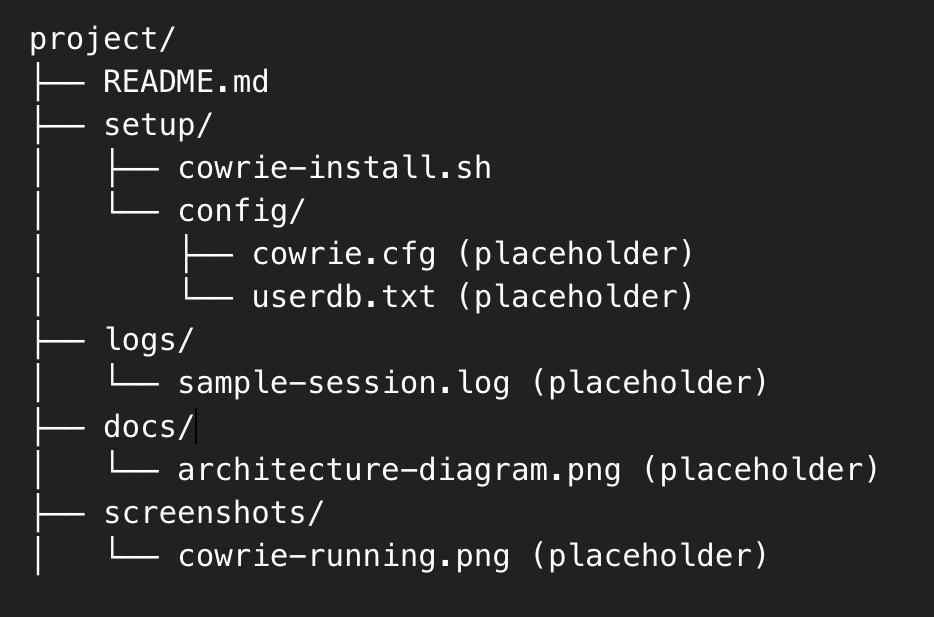 project/
├── README.md
├── setup/
│   ├── cowrie-install.sh
│   └── config/
│       ├── cowrie.cfg (placeholder)
│       └── userdb.txt (placeholder)
├── logs/
│   └── sample-session.log (placeholder)
├── docs/
│   └── architecture-diagram.png (placeholder)
├── screenshots/
│   └── cowrie-running.png (placeholder)